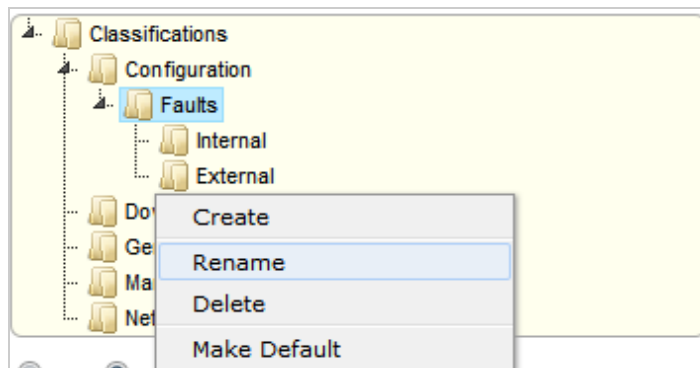 Classifications
Configuration
Faults
Internal
External
Create
Rename
Delete
Make Default